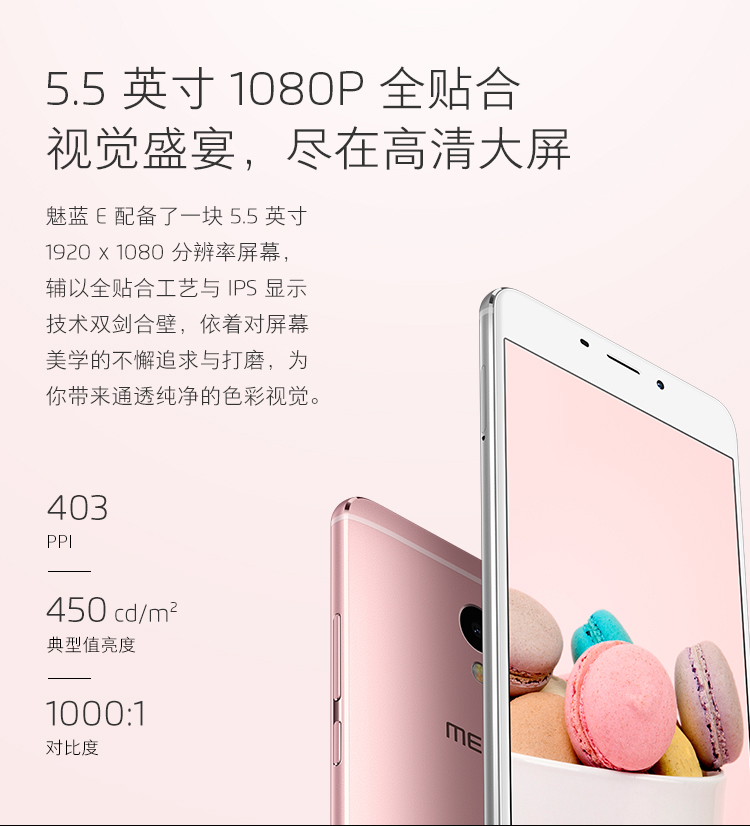 5.5 英寸 1080P 全贴合
视觉盛宴，尽在高清大屏
魅蓝 E 配备了一块 5.5 英寸
1920 x 1080 分辨率屏幕，
辅以全贴合工艺与 IPS 显示
技术双剑合壁，依着对屏幕
美学的不懈追求与打磨，为
你带来通透纯净的色彩视觉。
403
PPI
450 cd/m²
典型值亮度
1000:1
对比度
ME